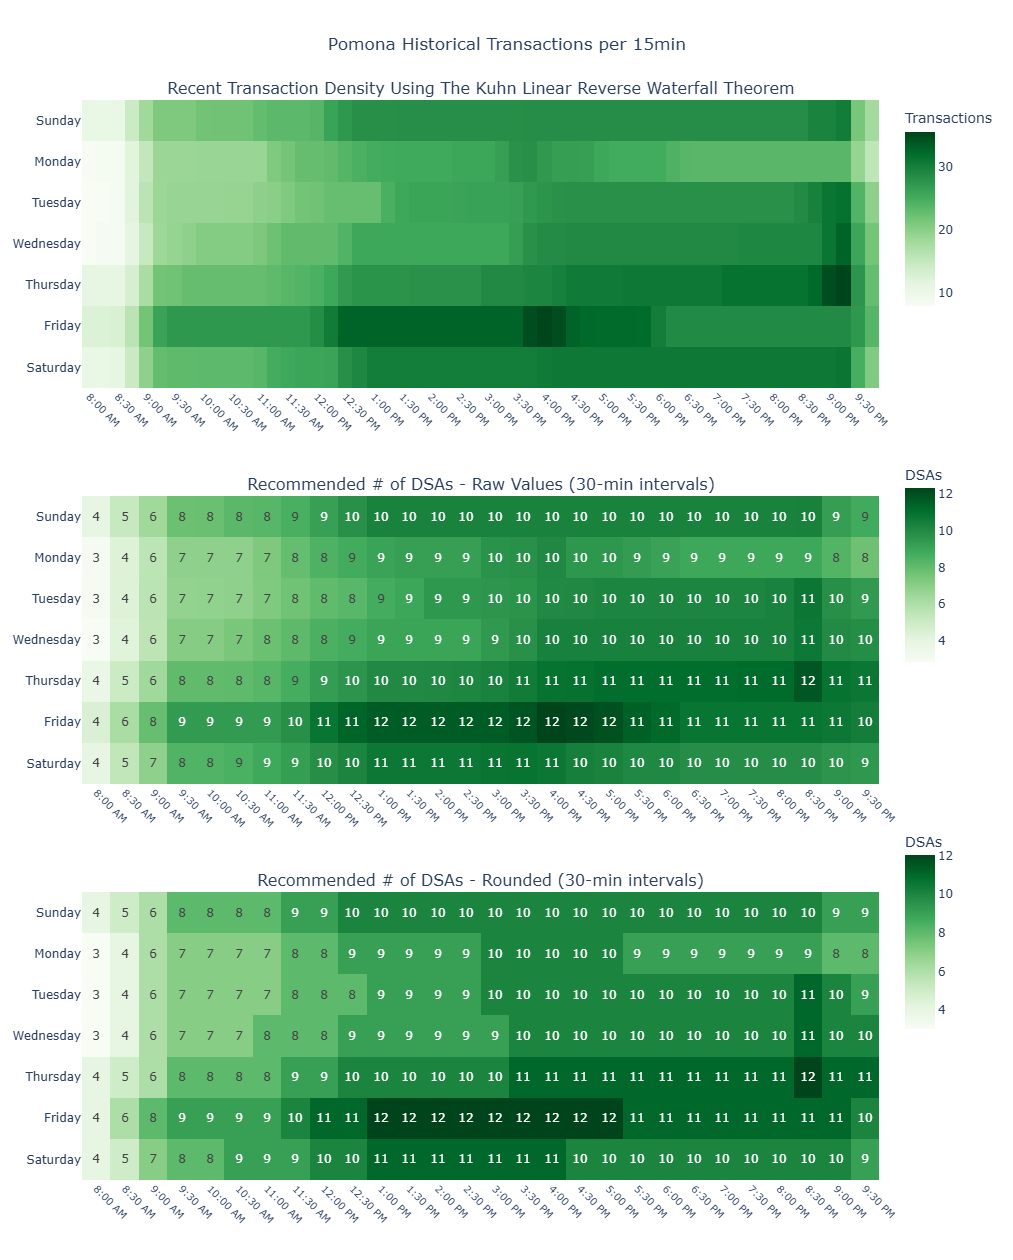 Pomona Historical Transactions per 15min
Recent Transaction Density Using The Kuhn Linear Reverse Waterfall Theorem
Transactions
30
20
10
Sunday
Monday
Tuesday
Wednesday
Thursday
Friday
Saturday
8:00 AM 8:30 AM 9:00 AM 9:30 AM 10:00 AM 10:30 AM 11:00 AM 11:30 AM 12:00 PM 12:30 PM 1:00 PM 1:30 PM 2:00 PM 2:30 PM 3:00 PM 3:30 PM 4:00 PM 4:30 PM 5:00 PM 5:30 PM 6:00 PM 6:30 PM 7:00 PM 7:30 PM 8:00 PM 8:30 PM 9:00 PM 9:30 PM
Recommended # of DSAs - Raw Values (30-min intervals)
DSAs
12
10
8
6
4
Sunday 4 5 6 8 8 8 8 9 9 10 10 10 10 10 10 10 10 10 10 10 10 10 10 10 10 10 9 9
Monday 3 4 6 7 7 7 7 8 8 9 9 9 9 9 10 10 10 10 10 9 9 9 9 9 9 9 8 8
Tuesday 3 4 6 7 7 7 7 8 8 8 9 9 9 9 10 10 10 10 10 10 10 10 10 10 10 11 10 9
Wednesday 3 4 6 7 7 7 8 8 8 9 9 9 9 9 9 10 10 10 10 10 10 10 10 10 10 11 10 10
Thursday 4 5 6 8 8 8 8 9 9 10 10 10 10 10 10 11 11 11 11 11 11 11 11 11 11 12 11 11
Friday 4 6 8 9 9 9 9 10 11 11 12 12 12 12 12 12 12 12 12 11 11 11 11 11 11 11 11 10
Saturday 4 5 7 8 8 9 9 9 10 10 11 11 11 11 11 11 11 10 10 10 10 10 10 10 10 10 10 9
8:00 AM 8:30 AM 9:00 AM 9:30 AM 10:00 AM 10:30 AM 11:00 AM 11:30 AM 12:00 PM 12:30 PM 1:00 PM 1:30 PM 2:00 PM 2:30 PM 3:00 PM 3:30 PM 4:00 PM 4:30 PM 5:00 PM 5:30 PM 6:00 PM 6:30 PM 7:00 PM 7:30 PM 8:00 PM 8:30 PM 9:00 PM 9:30 PM
Recommended # of DSAs - Rounded (30-min intervals)
DSAs
12
10
8
6
4
Sunday 4 5 6 8 8 8 8 9 9 10 10 10 10 10 10 10 10 10 10 10 10 10 10 10 10 10 9 9
Monday 3 4 6 7 7 7 7 8 8 9 9 9 9 9 10 10 10 10 10 9 9 9 9 9 9 9 8 8
Tuesday 3 4 6 7 7 7 7 8 8 8 9 9 9 9 10 10 10 10 10 10 10 10 10 10 10 11 10 9
Wednesday 3 4 6 7 7 7 8 8 8 9 9 9 9 9 9 10 10 10 10 10 10 10 10 10 10 11 10 10
Thursday 4 5 6 8 8 8 8 9 9 10 10 10 10 10 10 11 11 11 11 11 11 11 11 11 11 12 11 11
Friday 4 6 8 9 9 9 9 10 11 11 12 12 12 12 12 12 12 12 12 11 11 11 11 11 11 11 11 10
Saturday 4 5 7 8 8 9 9 9 10 10 11 11 11 11 11 11 11 10 10 10 10 10 10 10 10 10 10 9
8:00 AM 8:30 AM 9:00 AM 9:30 AM 10:00 AM 10:30 AM 11:00 AM 11:30 AM 12:00 PM 12:30 PM 1:00 PM 1:30 PM 2:00 PM 2:30 PM 3:00 PM 3:30 PM 4:00 PM 4:30 PM 5:00 PM 5:30 PM 6:00 PM 6:30 PM 7:00 PM 7:30 PM 8:00 PM 8:30 PM 9:00 PM 9:30 PM